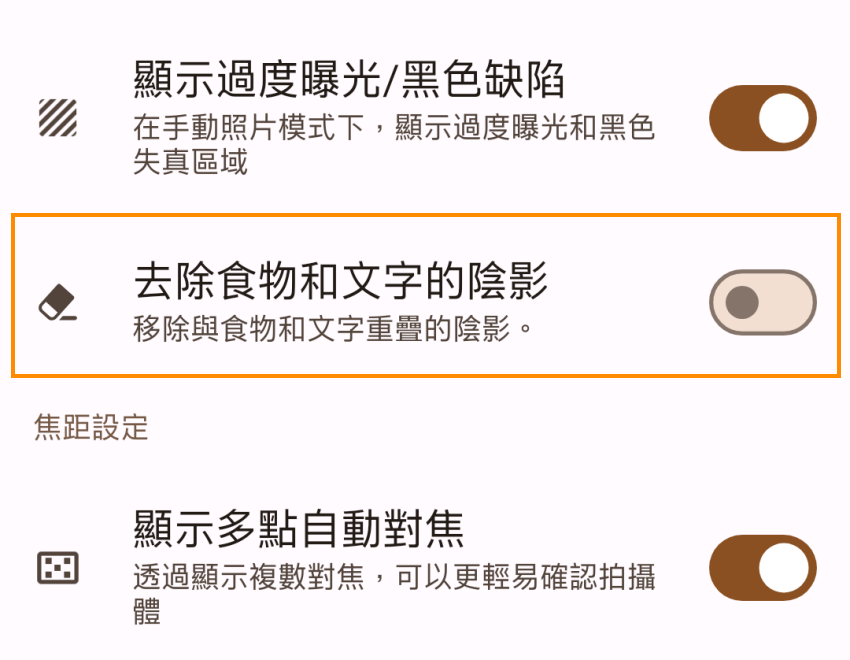 顯示過度曝光/黑色缺陷
在手動照片模式下，顯示過度曝光和黑色
失真區域
去除食物和文字的陰影
移除與食物和文字重疊的陰影。
焦距設定
顯示多點自動對焦
透過顯示複數對焦，可以更輕易確認拍攝
體